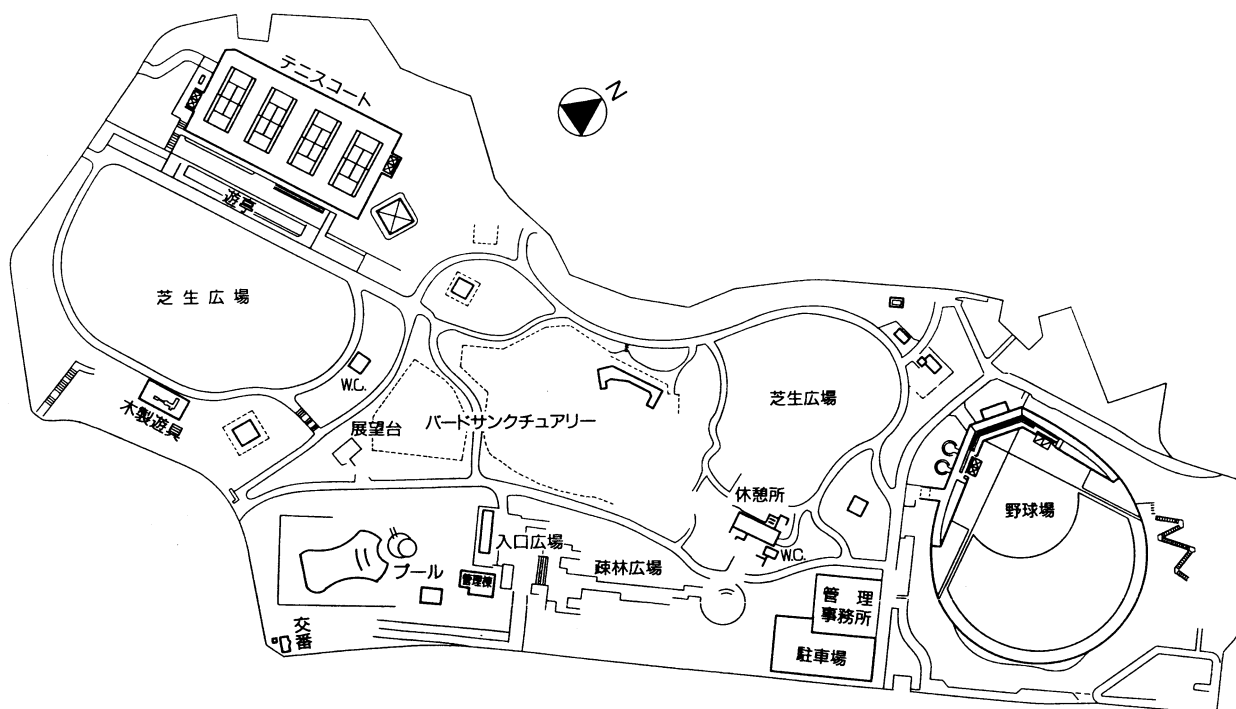 テニスコート
N
遊亭
芝生広場
W.C.
木製遊具
展望台
バードサンクチュアリー
芝生広場
休憩所
W.C.
野球場
入口広場
疎林広場
プール
管理棟
管理
事務所
交番
駐車場